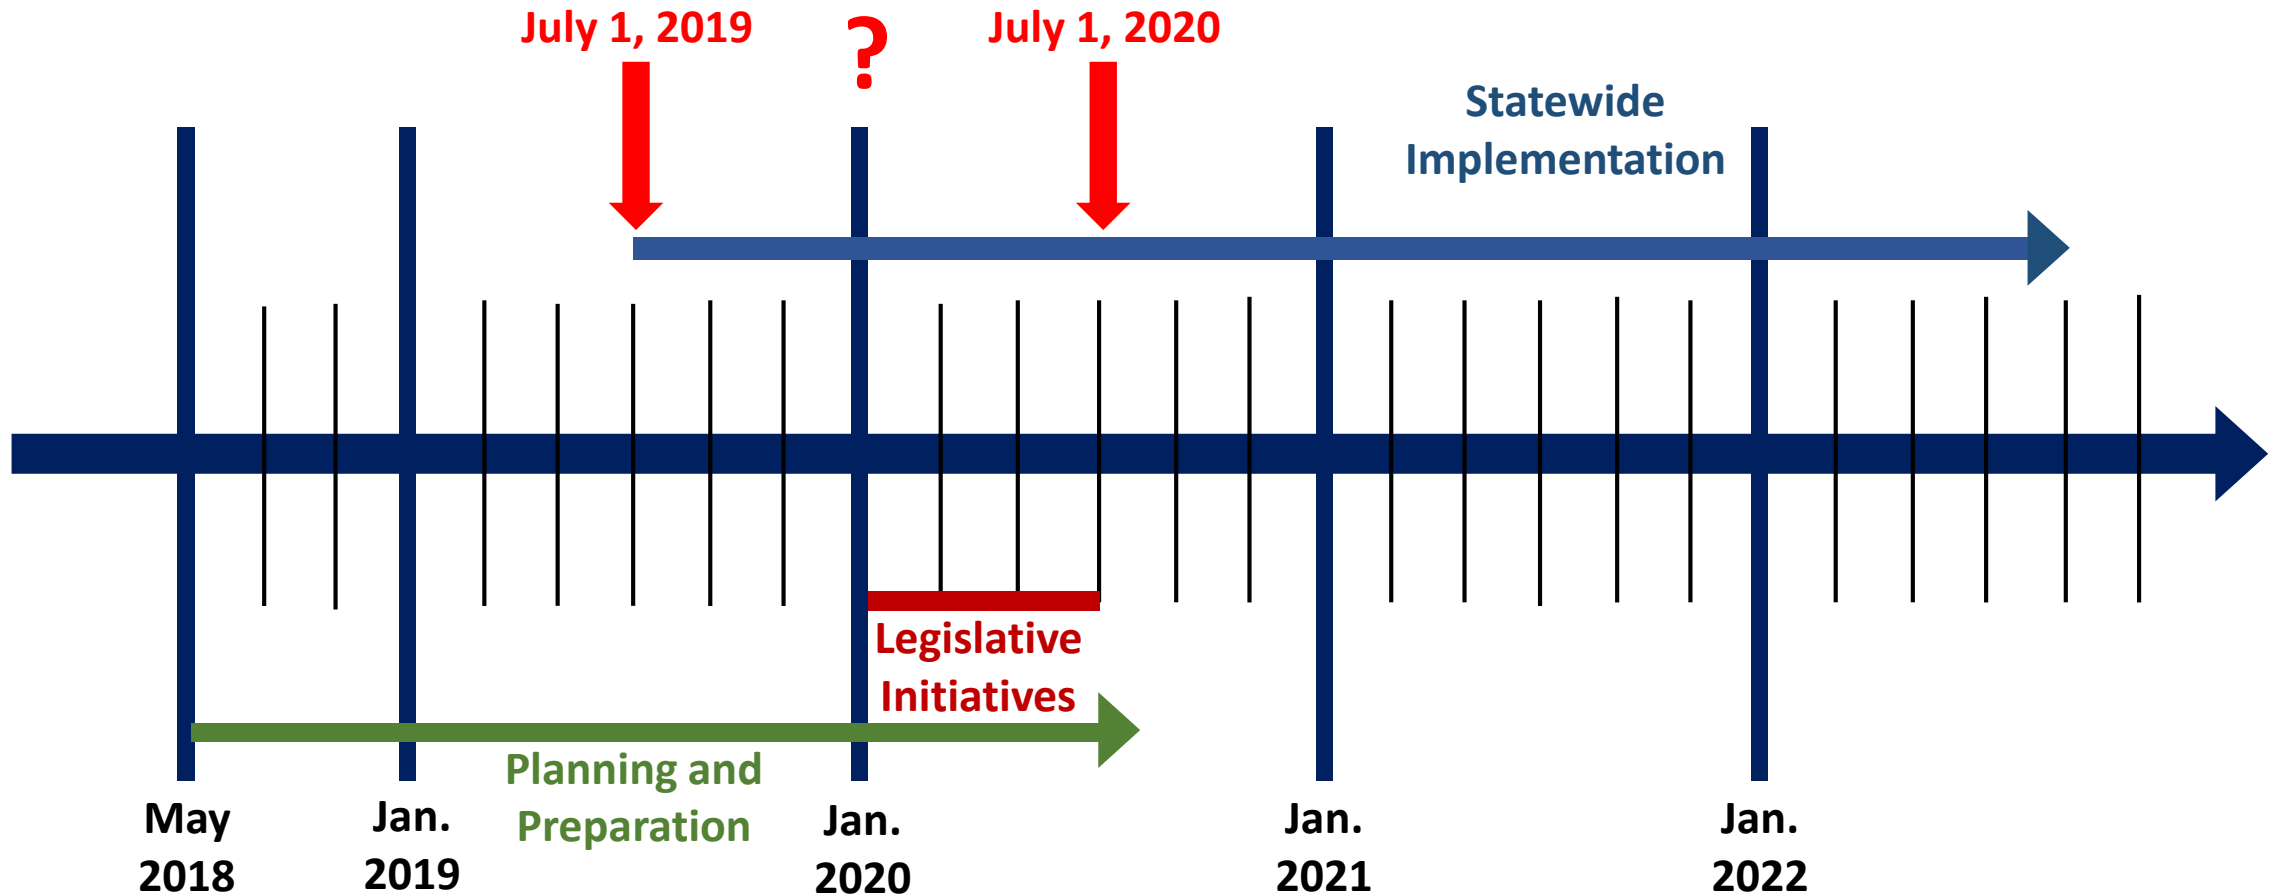 July 1, 2019
?
July 1, 2020
Statewide
Implementation
Legislative
Initiatives
Planning and
Preparation
May
2018
Jan.
2019
Jan.
2020
Jan.
2021
Jan.
2022